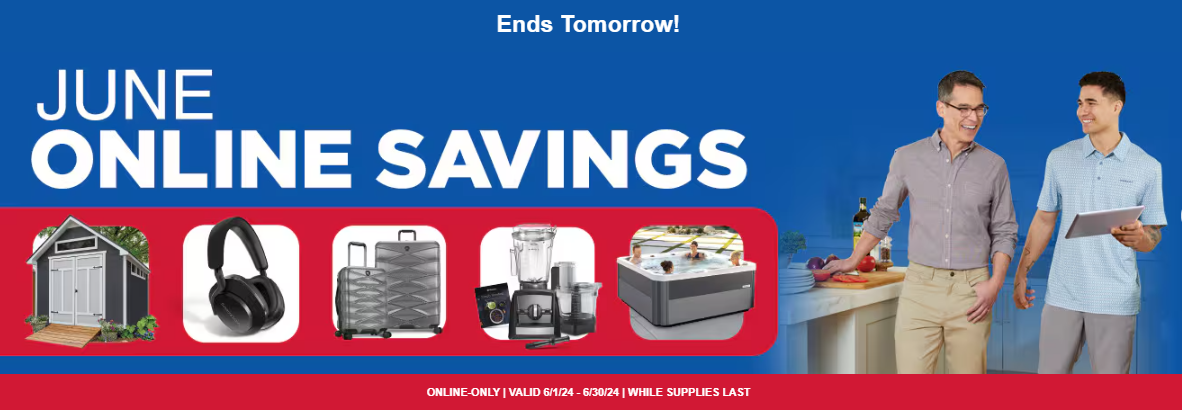 Ends Tomorrow!
JUNE
ONLINE SAVINGS
ONLINE-ONLY | VALID 6/1/24 - 6/30/24 | WHILE SUPPLIES LAST